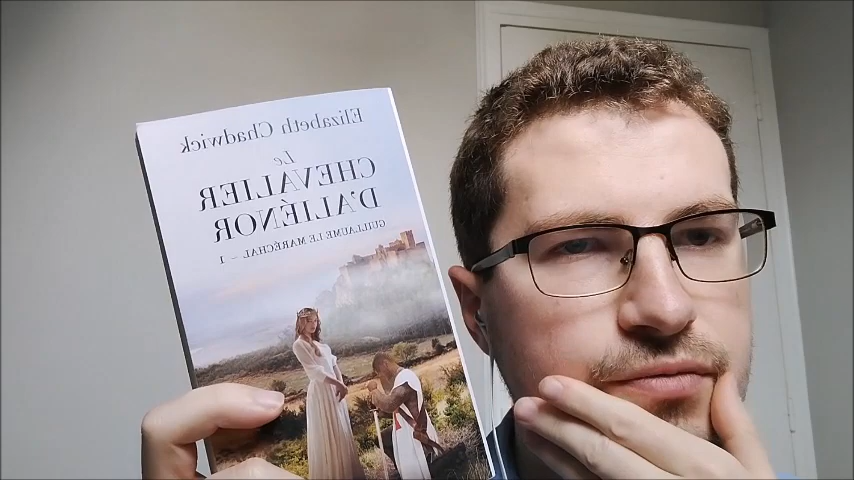 Elizabeth Chadwick
Le
CHEVALIER
D'ALIÉNOR
GUILLAUME LE MARÉCHAL – 1